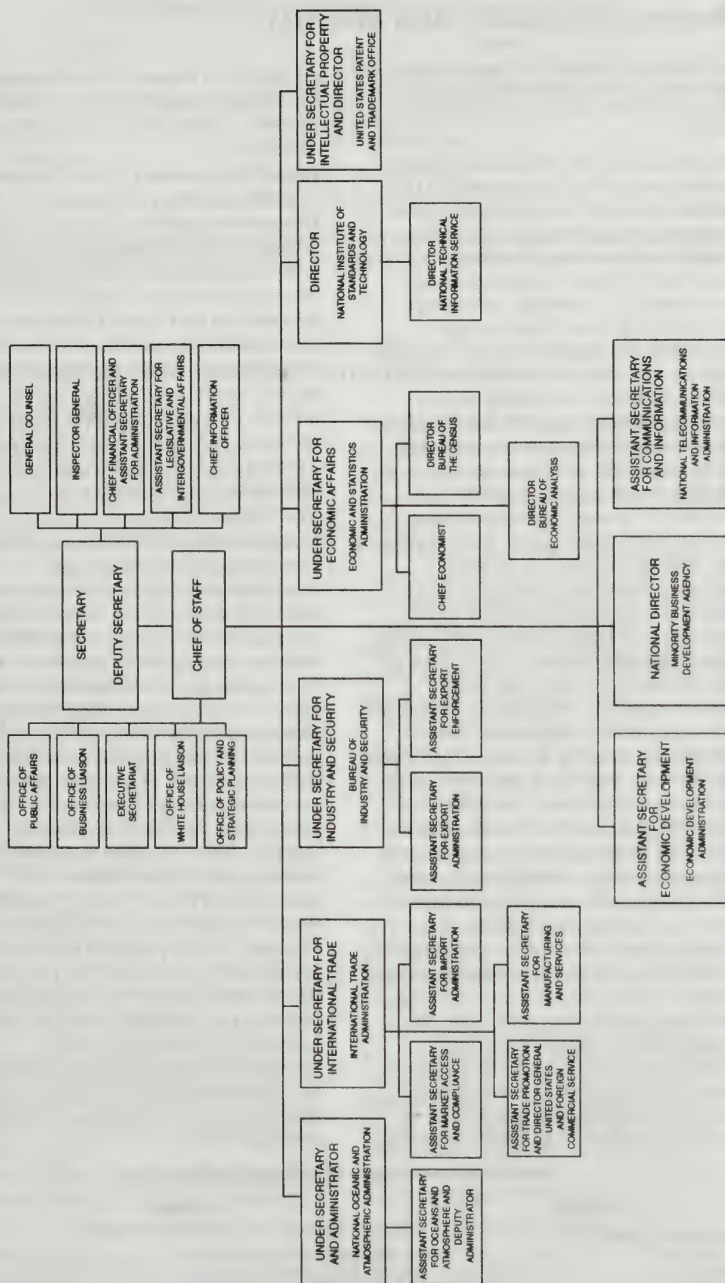 SECRETARY
DEPUTY SECRETARY
CHIEF OF STAFF
OFFICE OF
PUBLIC AFFAIRS
OFFICE OF
BUSINESS LIAISON
EXECUTIVE
SECRETARIAT
OFFICE OF
WHITE HOUSE LIAISON
OFFICE OF POLICY AND
STRATEGIC PLANNING
GENERAL COUNSEL
INSPECTOR GENERAL
CHIEF FINANCIAL OFFICER AND
ASSISTANT SECRETARY
FOR ADMINISTRATION
ASSISTANT SECRETARY FOR
LEGISLATIVE AND
INTERGOVERNMENTAL AFFAIRS
CHIEF INFORMATION
OFFICER
UNDER SECRETARY
AND ADMINISTRATOR
NATIONAL OCEANIC AND
ATMOSPHERIC ADMINISTRATION
ASSISTANT SECRETARY
FOR OCEANS AND
ATMOSPHERE AND
DEPUTY
ADMINISTRATOR
UNDER SECRETARY FOR
INTERNATIONAL TRADE
INTERNATIONAL TRADE
ADMINISTRATION
ASSISTANT SECRETARY
FOR MARKET ACCESS
AND COMPLIANCE
ASSISTANT SECRETARY
FOR IMPORT
ADMINISTRATION
ASSISTANT SECRETARY
FOR TRADE PROMOTION
AND DIRECTOR GENERAL
UNITED STATES
AND FOREIGN
COMMERCIAL SERVICE
ASSISTANT SECRETARY
FOR
MANUFACTURING
AND SERVICES
UNDER SECRETARY FOR
INDUSTRY AND SECURITY
BUREAU OF
INDUSTRY AND SECURITY
ASSISTANT SECRETARY
FOR EXPORT
ADMINISTRATION
ASSISTANT SECRETARY
FOR EXPORT
ENFORCEMENT
UNDER SECRETARY FOR
ECONOMIC AFFAIRS
ECONOMIC AND STATISTICS
ADMINISTRATION
CHIEF ECONOMIST
DIRECTOR
BUREAU OF
THE CENSUS
DIRECTOR
BUREAU OF
ECONOMIC ANALYSIS
DIRECTOR
NATIONAL INSTITUTE OF
STANDARDS AND
TECHNOLOGY
DIRECTOR
NATIONAL TECHNICAL
INFORMATION SERVICE
UNDER SECRETARY FOR
INTELLECTUAL PROPERTY
AND DIRECTOR
UNITED STATES PATENT
AND TRADEMARK OFFICE
ASSISTANT SECRETARY
FOR
ECONOMIC DEVELOPMENT
ECONOMIC DEVELOPMENT
ADMINISTRATION
NATIONAL DIRECTOR
MINORITY BUSINESS
DEVELOPMENT AGENCY
ASSISTANT SECRETARY
FOR COMMUNICATIONS
AND INFORMATION
NATIONAL TELECOMMUNICATIONS
AND INFORMATION
ADMINISTRATION